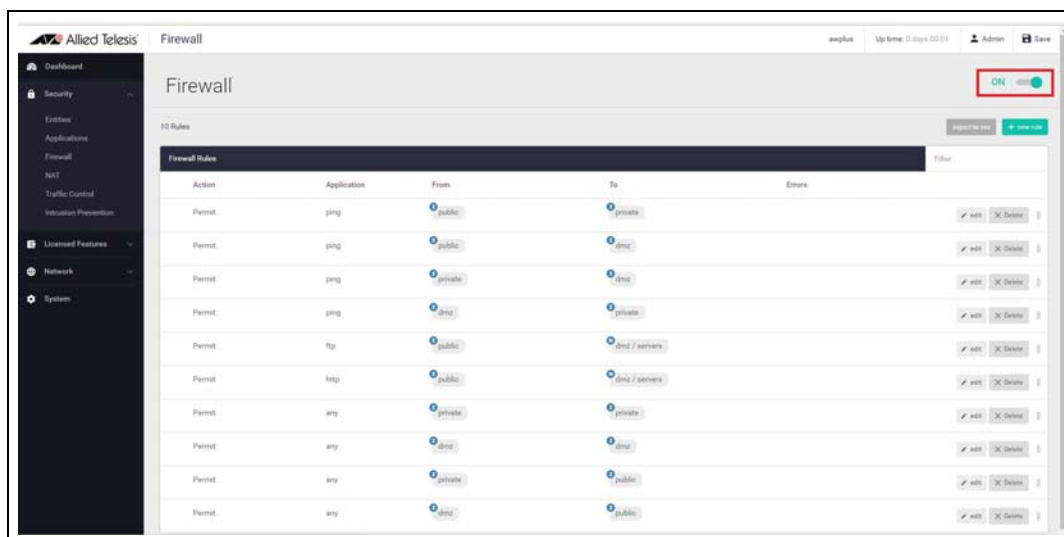 Allied Telesis
Firewall
awplus
Up time: 0 days 00:01
Admin
Save
Dashboard
Security
Entities
Applications
Firewall
NAT
Traffic Control
Intrusion Prevention
Licensed Features
Network
System
Firewall
ON
10 Rules
export to csv
+ new rule
Firewall Rules
Filter
Action Application From To Errors
Permit ping public private edit Delete
Permit ping public dmz edit Delete
Permit ping private dmz edit Delete
Permit ping dmz private edit Delete
Permit ftp public dmz / servers edit Delete
Permit http public dmz / servers edit Delete
Permit any private private edit Delete
Permit any dmz dmz edit Delete
Permit any private public edit Delete
Permit any dmz public edit Delete